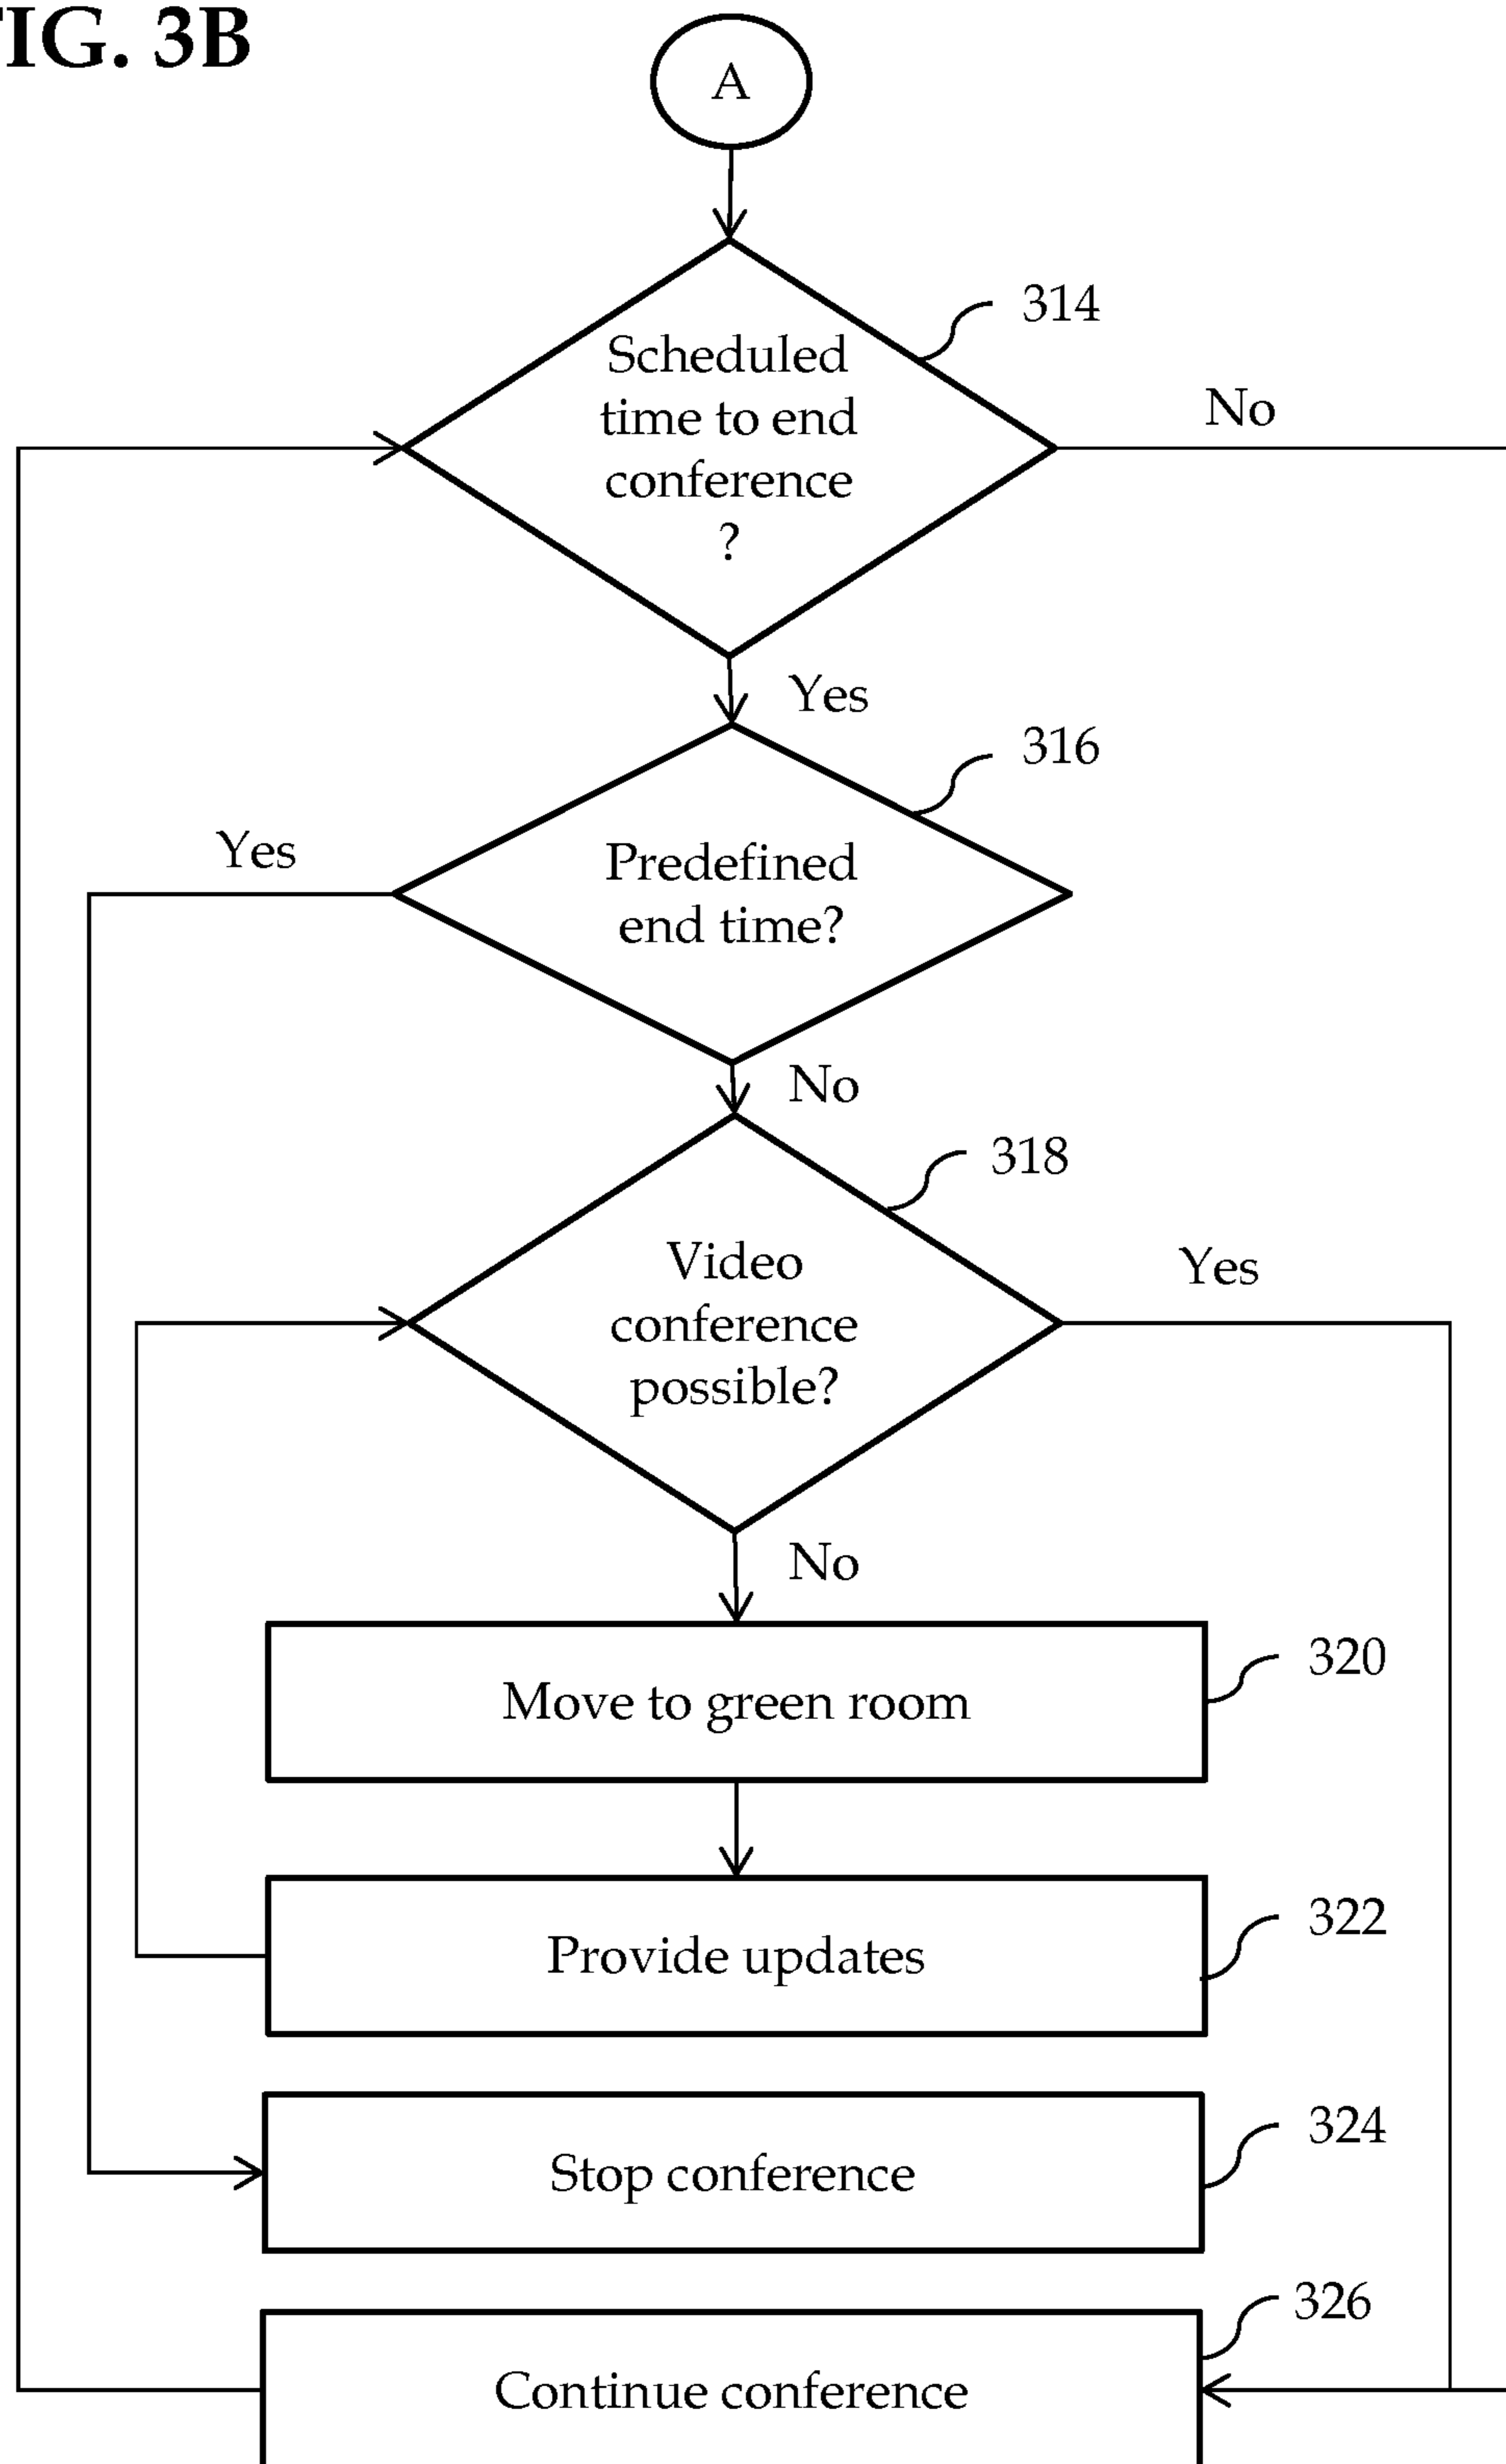 IG. 3B
A
314
Scheduled
time to end
conference
?
No
Yes
316
Yes
Predefined
end time?
No
318
Video
conference
possible?
Yes
No
320
Move to green room
322
Provide updates
324
Stop conference
326
Continue conference